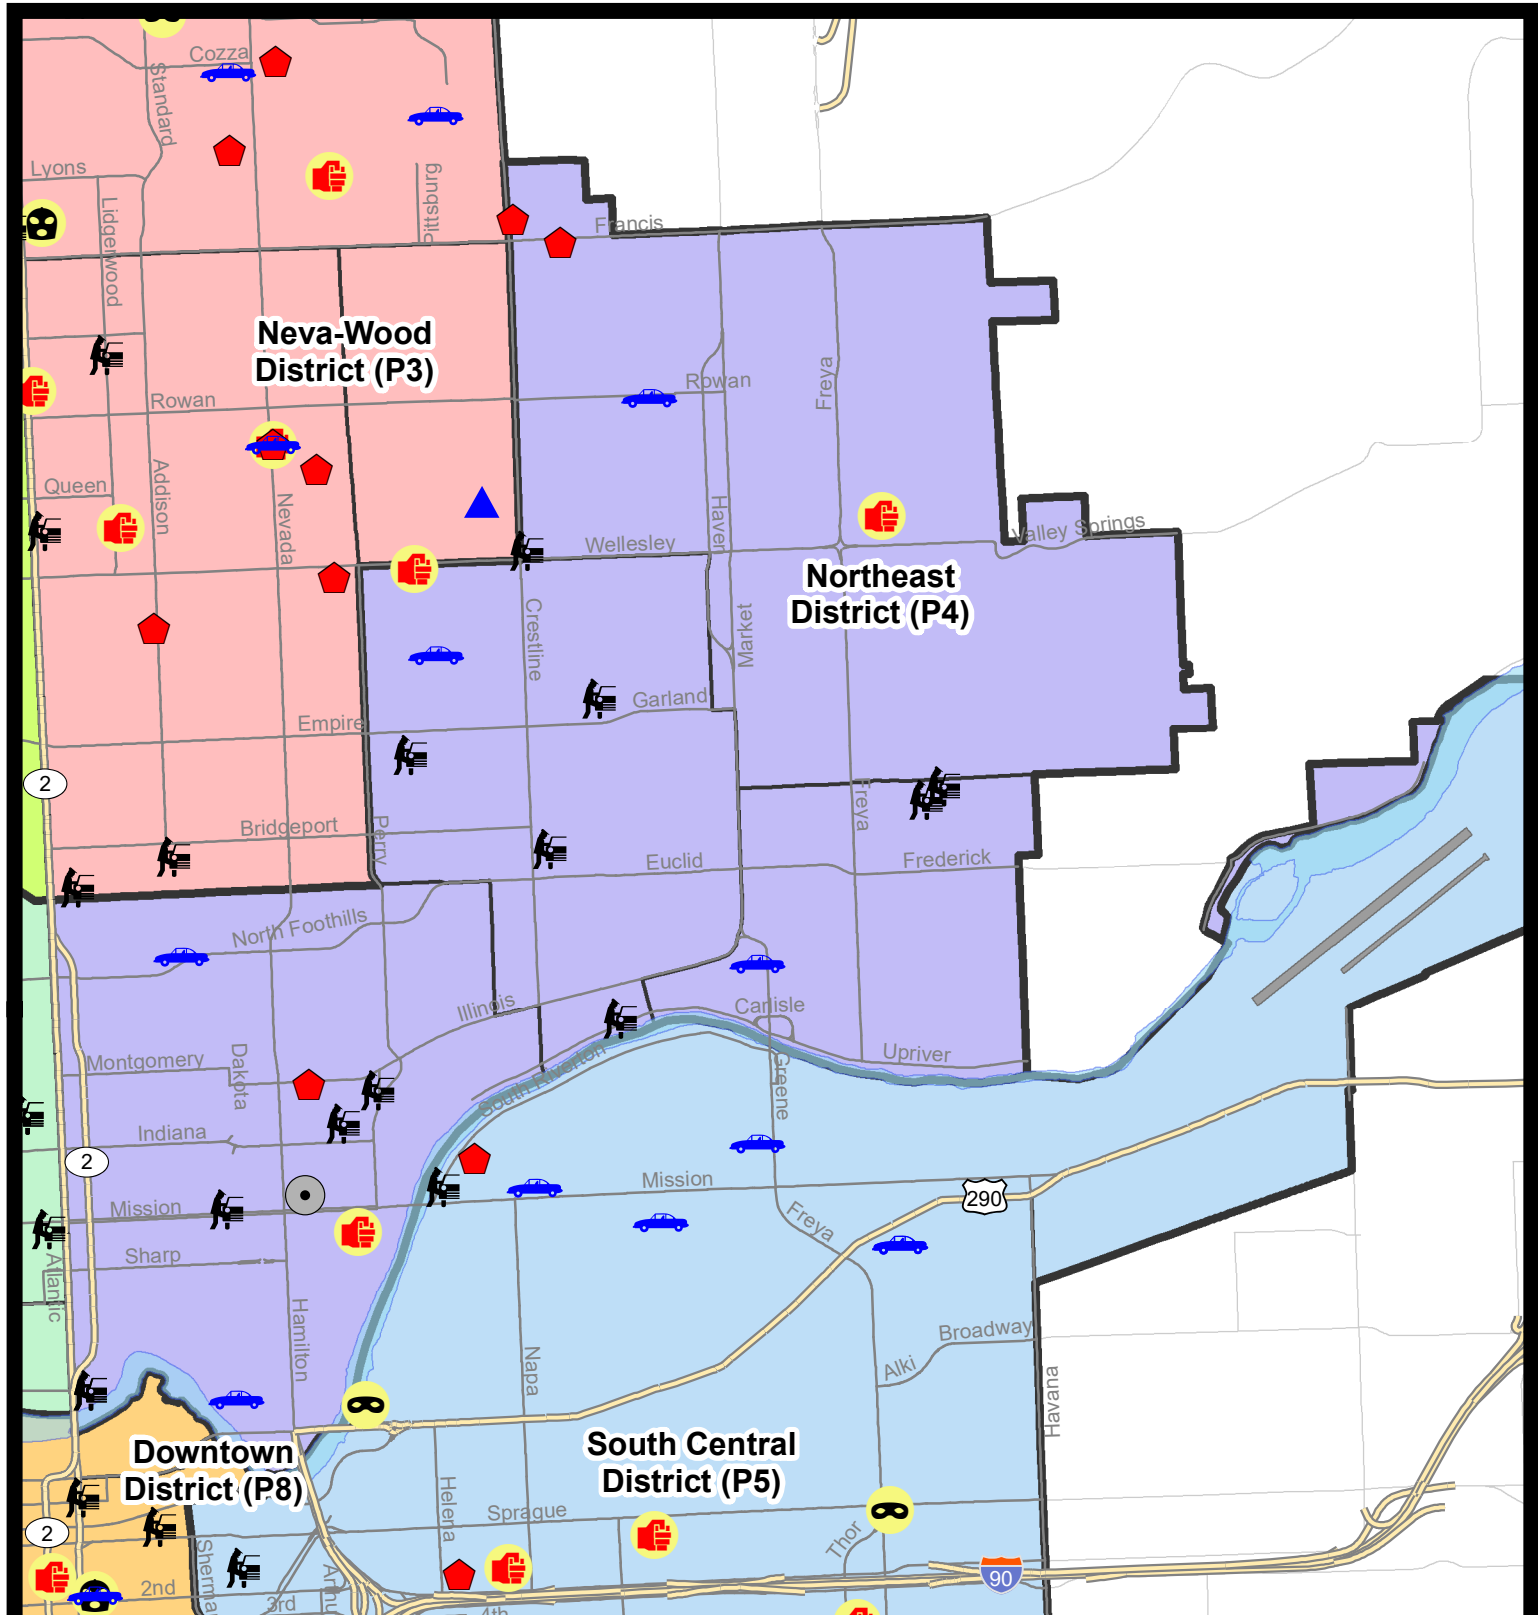 Cozza
Standard
Lyons
Lidgerwood
Pittsburg
Francis
Neva-Wood
District (P3)
Rowan
Rowan
Freya
Queen
Addison
Nevada
Haven
Valley Springs
Wellesley
Northeast
District (P4)
Crestline
Market
Garland
Empire
2
Freya
Bridgeport
Perry
Euclid
Frederick
North Foothills
Illinois
Carlisle
Montgomery
Dakota
South Riverton
Upriver
Greene
Indiana
2
Mission
Mission
290
Freya
Sharp
Atlantic
Hamilton
Napa
Broadway
Alki
Havana
Downtown
District (P8)
South Central
District (P5)
Helena
Sprague
2
Thor
2nd
3rd
4th
90